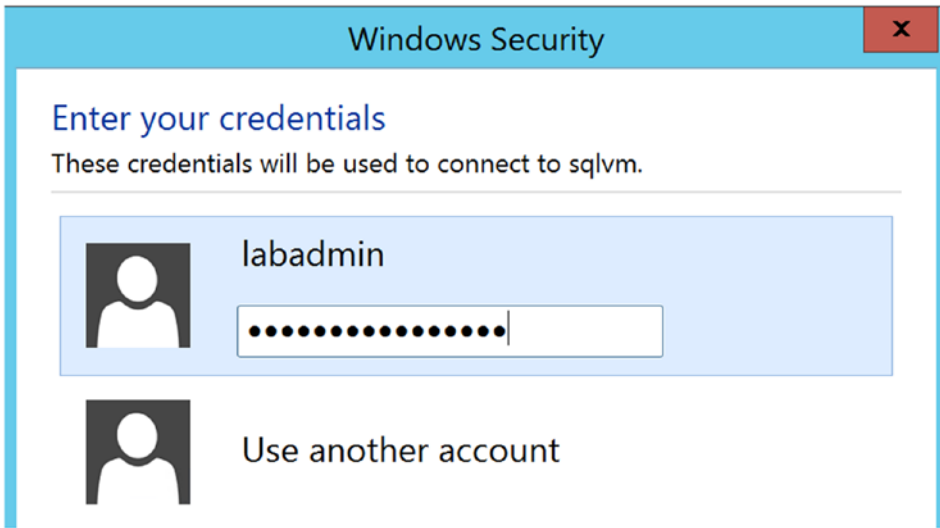 Windows Security
x
Enter your credentials
These credentials will be used to connect to sqlvm.
labadmin
••••••••••••••••
Use another account